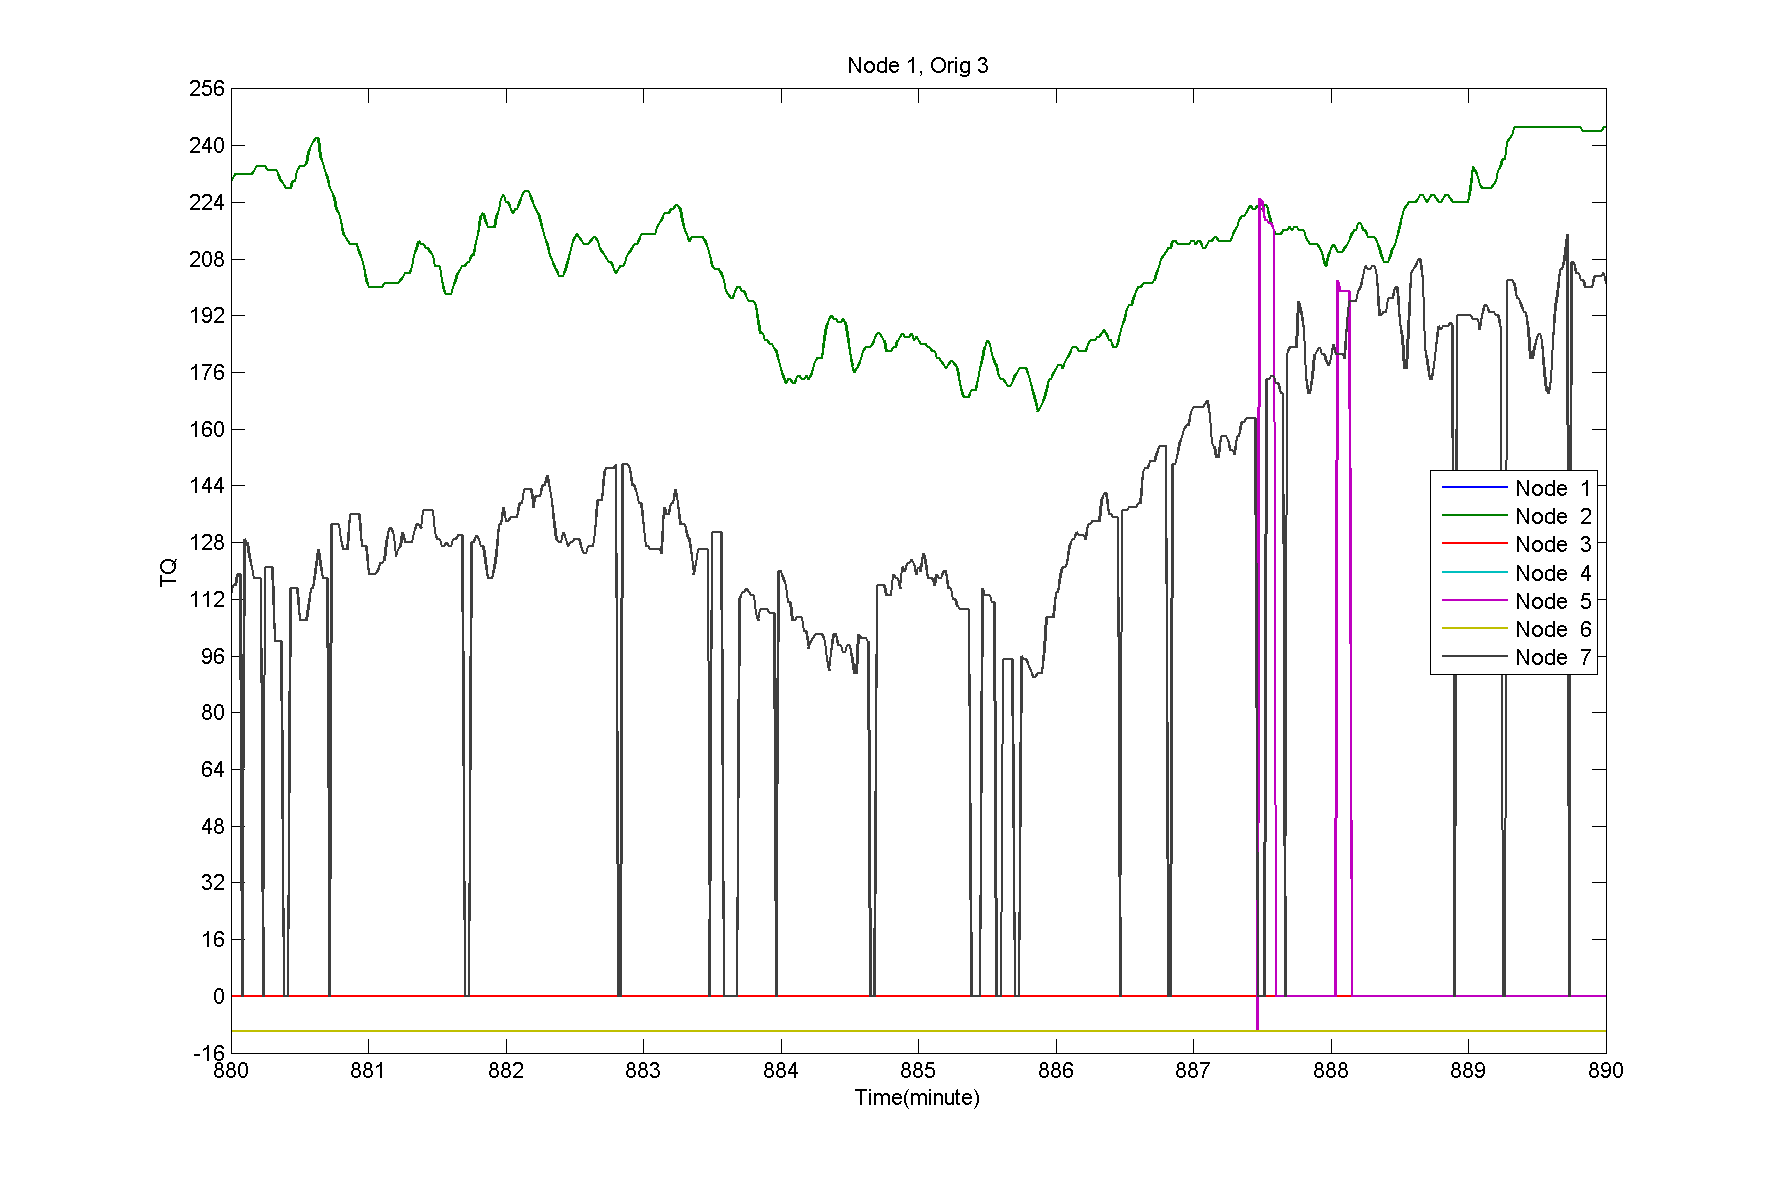 Node 1, Orig 3
256
240
224
208
192
176
160
144
128
112
96
80
64
48
32
16
0
-16
TQ
Node 1
Node 2
Node 3
Node 4
Node 5
Node 6
Node 7
880 881 882 883 884 885 886 887 888 889 890
Time(minute)